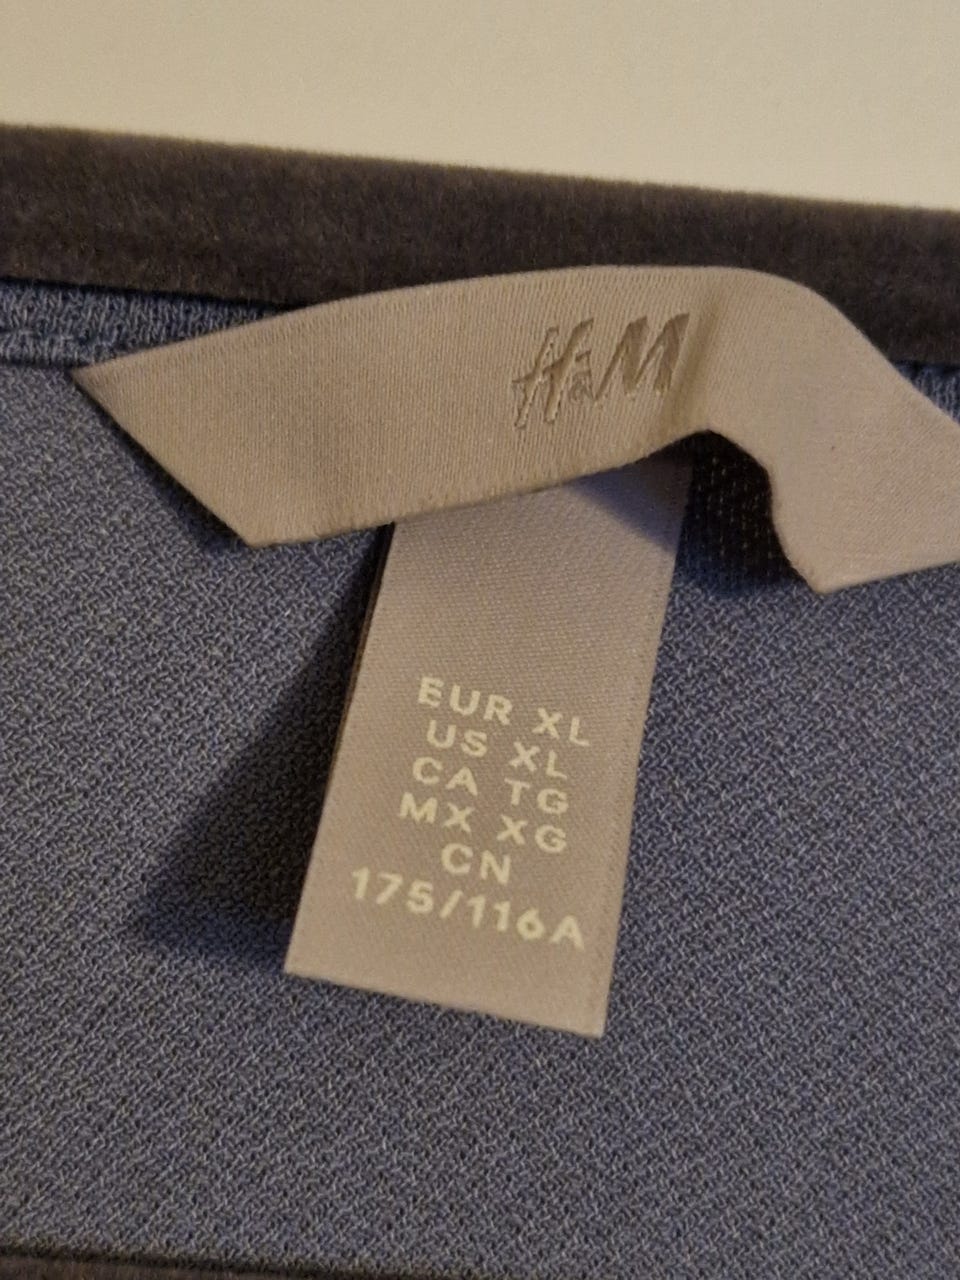 H&M
EUR XL
US XL
CA TG
MX XG
CN
175/116A